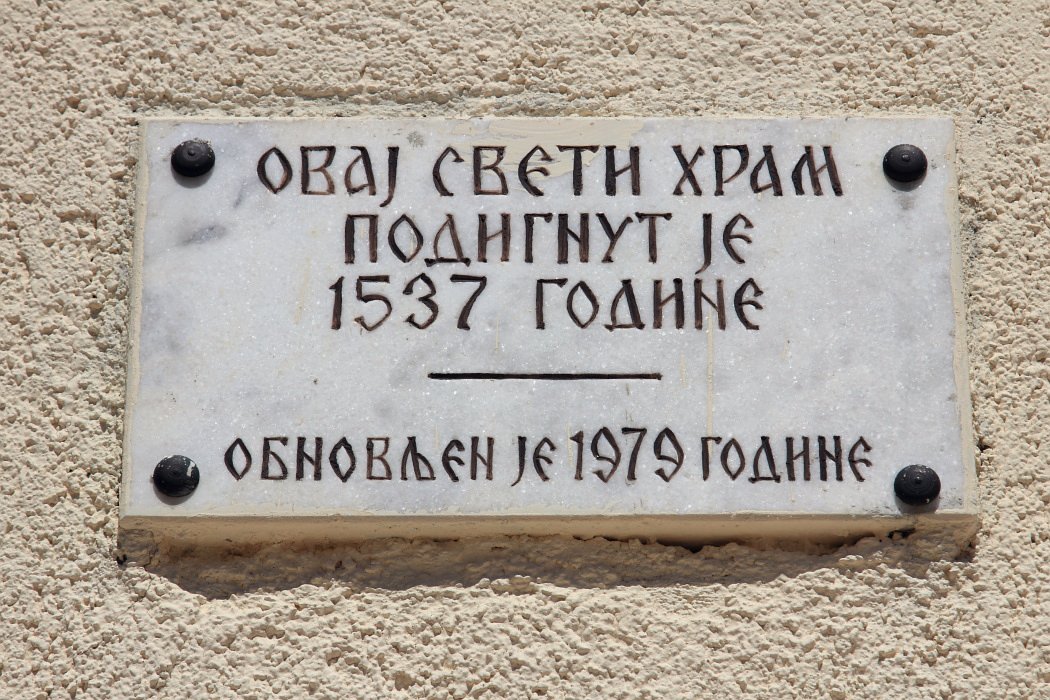 ОВАЈ СВЕТИ ХРАМ
ПОДИГНУТ ЈЕ
1537 ГОДИНЕ
ОБНОВЉЕН ЈЕ 1979 ГОДИНЕ